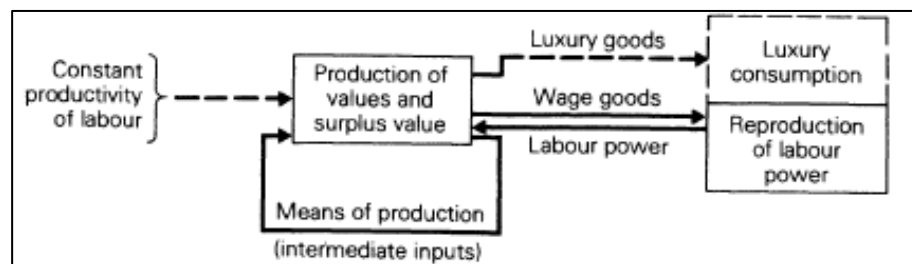 Constant
productivity
of labour
Production of
values and
surplus value
Luxury goods
Luxury
consumption
Wage goods
Labour power
Reproduction
of labour
power
Means of production
(intermediate inputs)